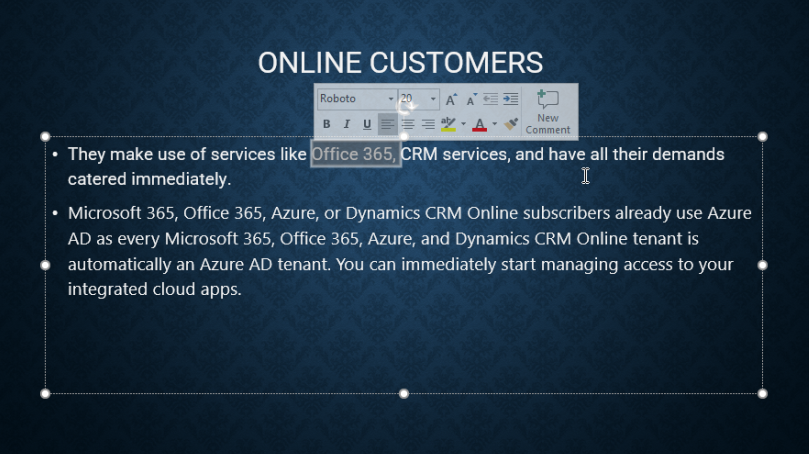 ONLINE CUSTOMERS
Roboto 20 A A
B I U ab A
New
Comment
• They make use of services like Office 365, CRM services, and have all their demands
catered immediately.
• Microsoft 365, Office 365, Azure, or Dynamics CRM Online subscribers already use Azure
AD as every Microsoft 365, Office 365, Azure, and Dynamics CRM Online tenant is
automatically an Azure AD tenant. You can immediately start managing access to your
integrated cloud apps.